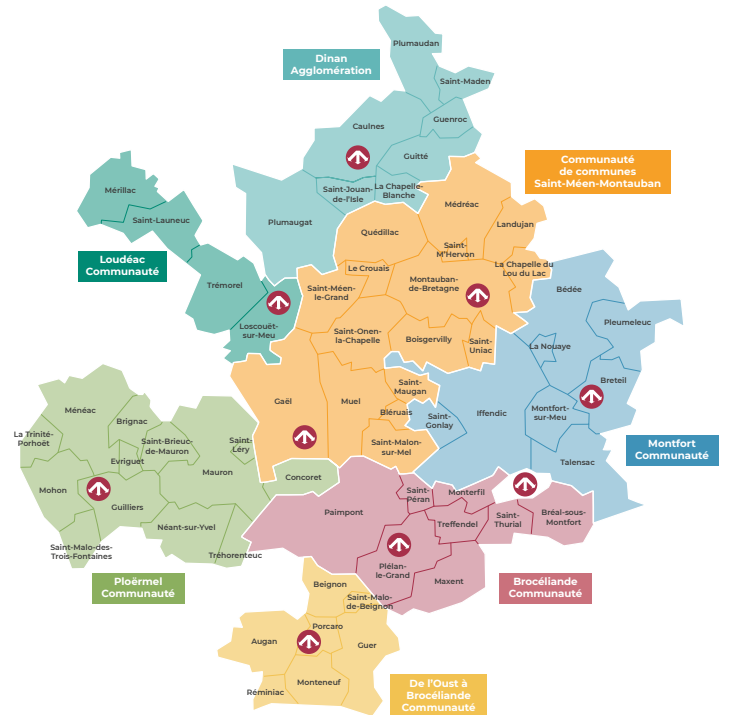 Plumaudan
Dinan
Agglomération
Saint-Maden
Guenroc
Caulnes
Guitté
Communauté
de communes
Saint-Méen-Montauban
Saint-Jouan-
de-l'Isle
La Chapelle-
Blanche
Mérillac
Saint-Launeuc
Médréac
Plumaugat
Landujan
Quédillac
Saint-
M'Hervon
Loudéac
Communauté
Le Crouais
La Chapelle du
Lou du Lac
Trémorel
Saint-Méen-
le-Grand
Montauban-
de-Bretagne
Bédée
Loscouët-
sur-Meu
Pleumeleuc
Saint-Onen-
la-Chapelle
Boisgervilly
Saint-
Uniac
La Nouaye
Breteil
Saint-
Maugan
Gaël
Muel
Ménéac
Brignac
Bléruais
Saint-
Gonlay
Iffendic
Montfort-
sur-Meu
La Trinité-
Porhoët
Saint-Brieuc-
de-Mauron
Saint-
Léry
Saint-Malon-
sur-Mel
Montfort
Communauté
Evriguet
Mauron
Talensac
Concoret
Mohon
Guilliers
Saint-
Péran
Monterfil
Paimpont
Néant-sur-Yvel
Treffendel
Saint-
Thurial
Bréal-sous-
Montfort
Saint-Malo-des-
Trois-Fontaines
Tréhorenteuc
Plélan-
le-Grand
Maxent
Ploërmel
Communauté
Beignon
Brocéliande
Communauté
Saint-Malo-
de-Beignon
Porcaro
Augan
Guer
Monteneuf
Réminiac
De l'Oust à
Brocéliande
Communauté